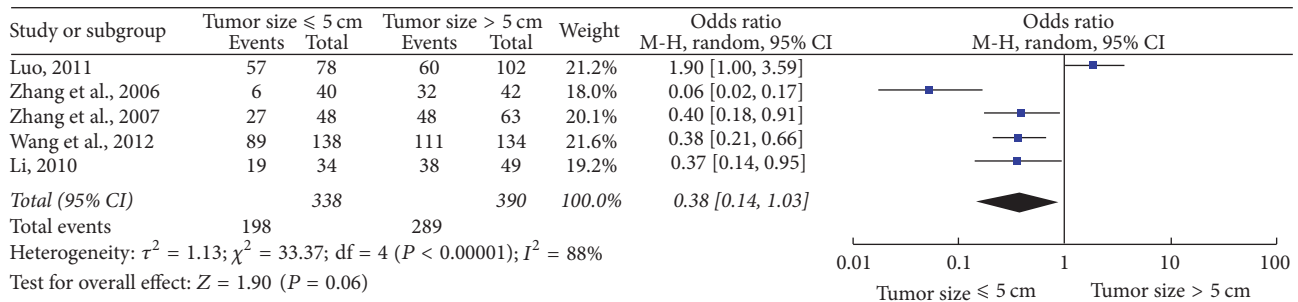 Study or subgroup Tumor size ⩽ 5 cm Tumor size > 5 cm Weight Odds ratio Odds ratio
Events Total Events Total M-H, random, 95% CI M-H, random, 95% CI
Luo, 2011 57 78 60 102 21.2% 1.90 [1.00, 3.59]
Zhang et al., 2006 6 40 32 42 18.0% 0.06 [0.02, 0.17]
Zhang et al., 2007 27 48 48 63 20.1% 0.40 [0.18, 0.91]
Wang et al., 2012 89 138 111 134 21.6% 0.38 [0.21, 0.66]
Li, 2010 19 34 38 49 19.2% 0.37 [0.14, 0.95]
Total (95% CI) 338 390 100.0% 0.38 [0.14, 1.03]
Total events 198 289
Heterogeneity: τ² = 1.13; χ² = 33.37; df = 4 (P < 0.00001); I² = 88%
Test for overall effect: Z = 1.90 (P = 0.06)
0.01 0.1 1 10 100
Tumor size ⩽ 5 cm Tumor size > 5 cm